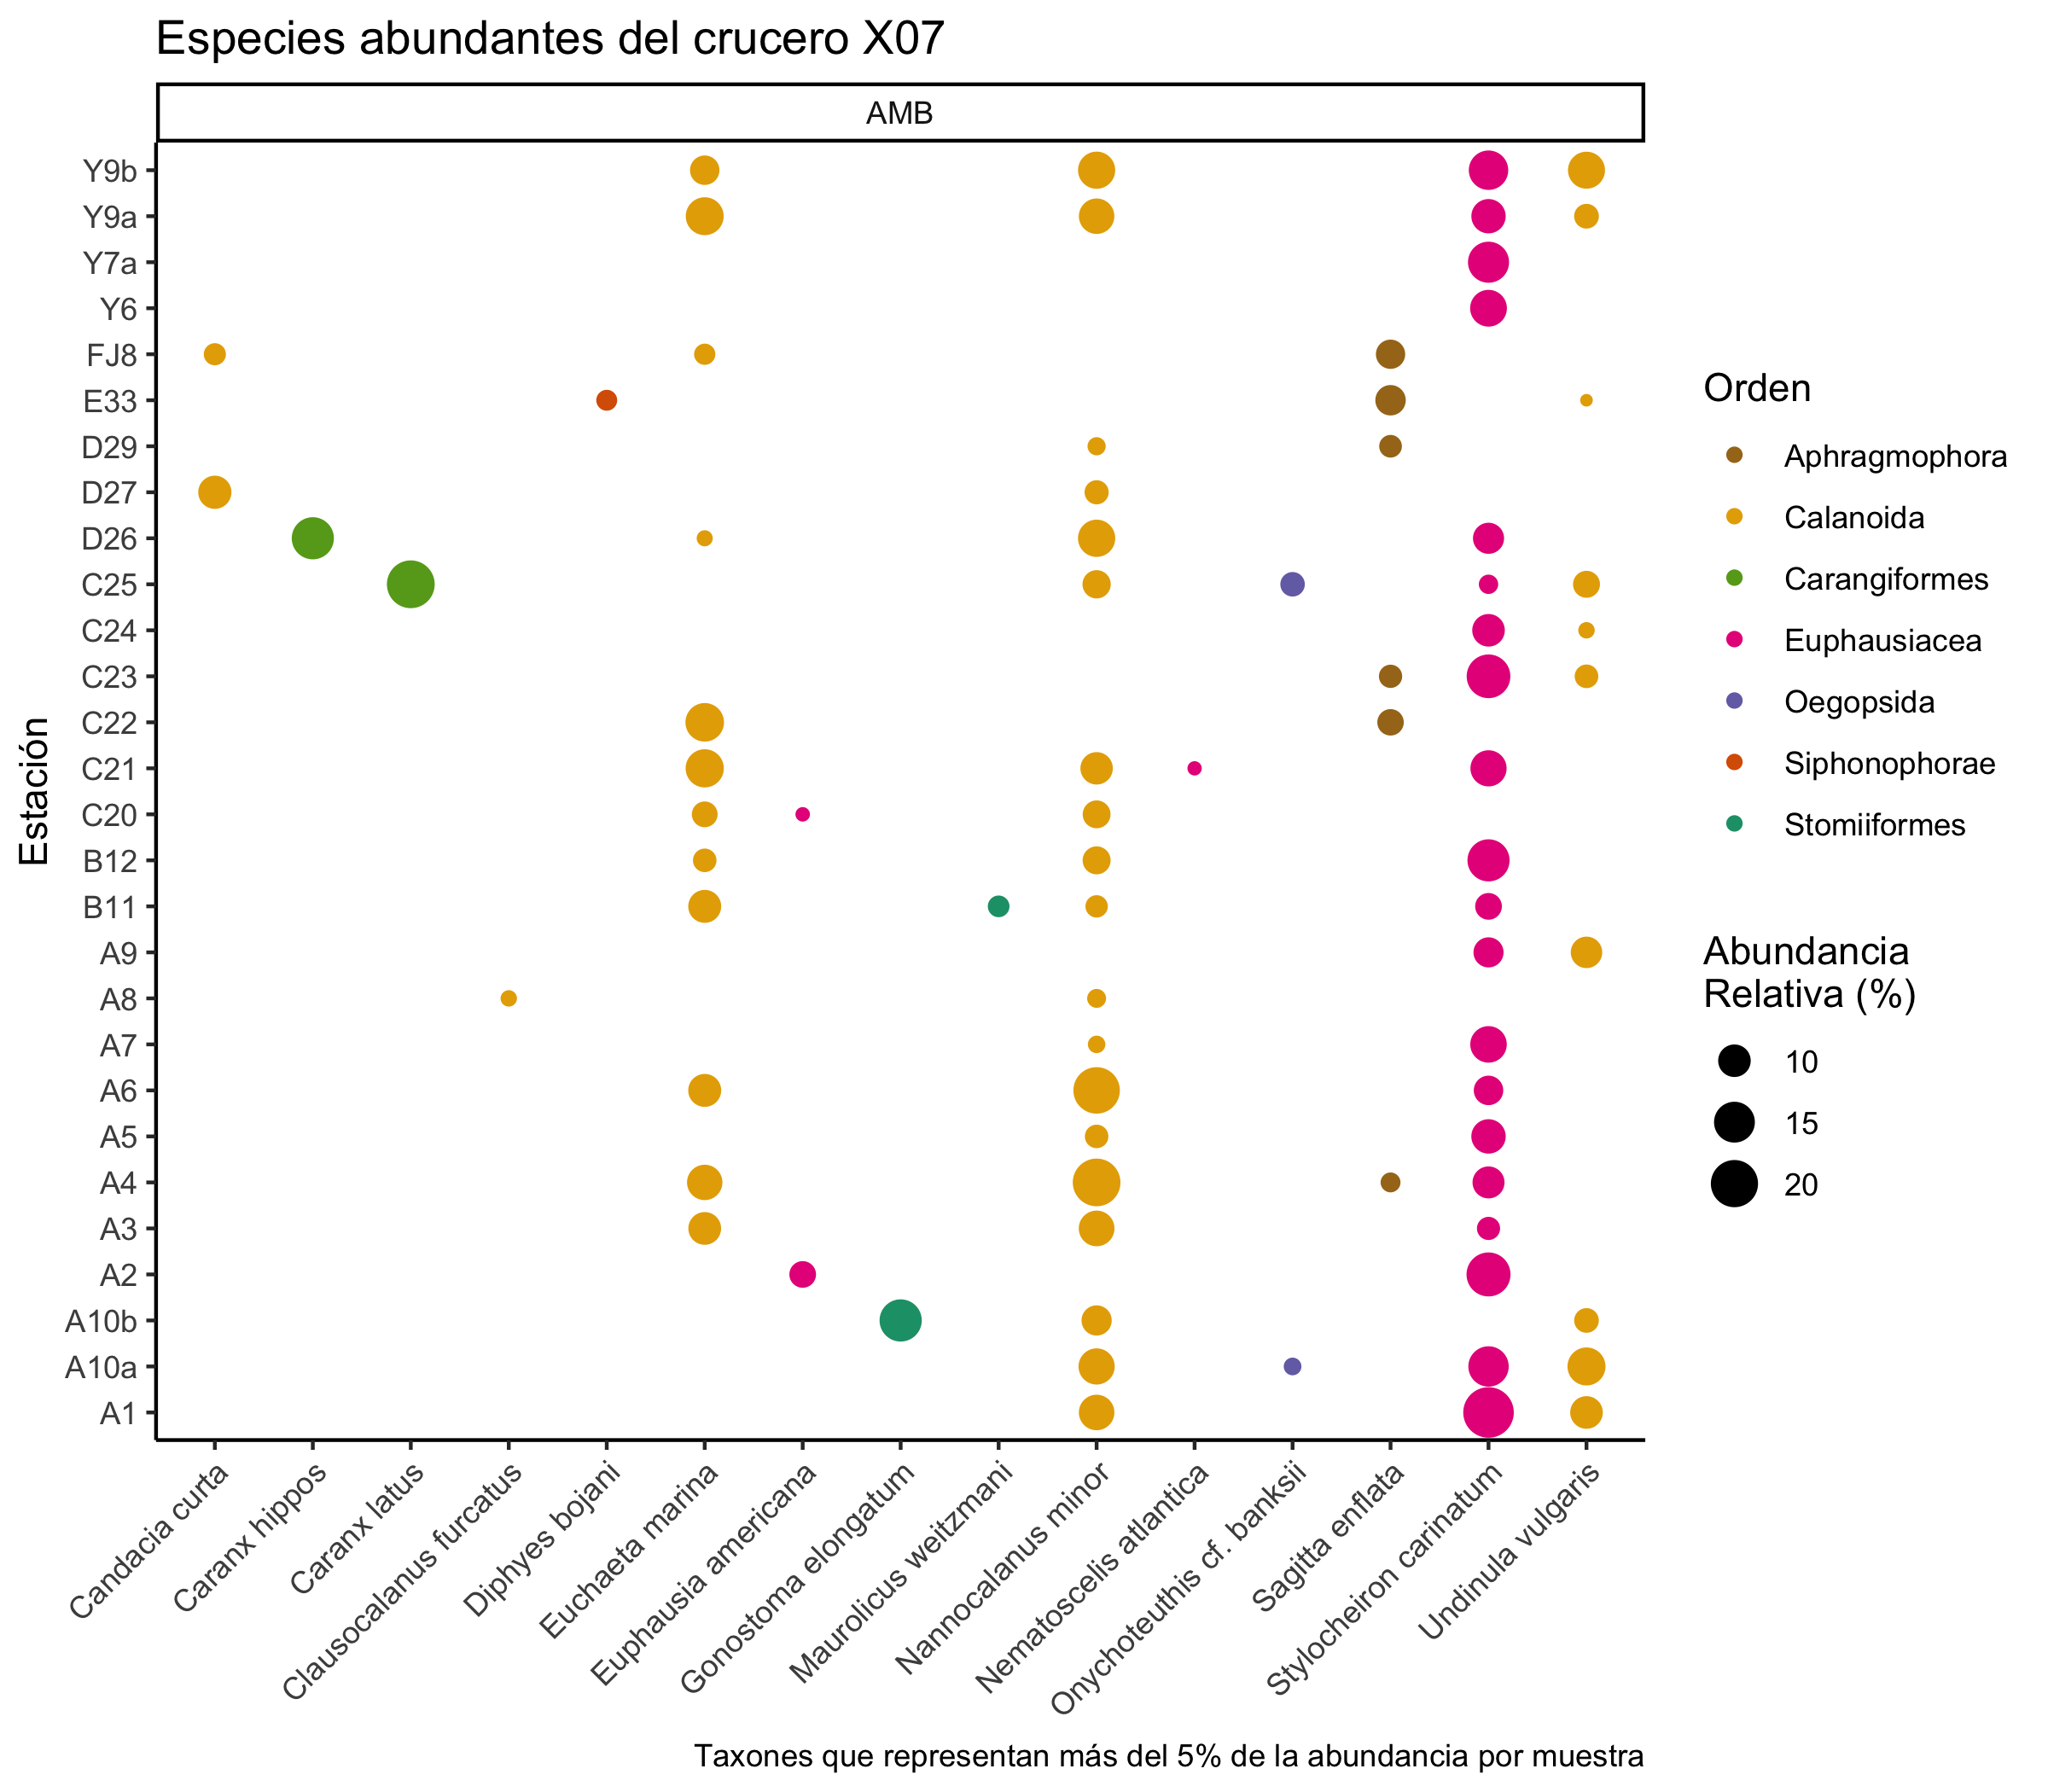 Especies abundantes del crucero X07
AMB
Y9b
Y9a
Y7a
Y6
FJ8
E33
D29
D27
D26
C25
C24
C23
C22
C21
C20
B12
B11
A9
A8
A7
A6
A5
A4
A3
A2
A10b
A10a
A1
Estación
Candacia curta
Caranx hippos
Caranx latus
Clausocalanus furcatus
Diphyes bojani
Euchaeta marina
Euphausia americana
Gonostoma elongatum
Maurolicus weitzmani
Nannocalanus minor
Nematoscelis atlantica
Onychoteuthis cf. banksii
Sagitta enflata
Stylocheiron carinatum
Undinula vulgaris
Taxones que representan más del 5% de la abundancia por muestra
Orden
Aphragmophora
Calanoida
Carangiformes
Euphausiacea
Oegopsida
Siphonophorae
Stomiiformes
Abundancia
Relativa (%)
10
15
20